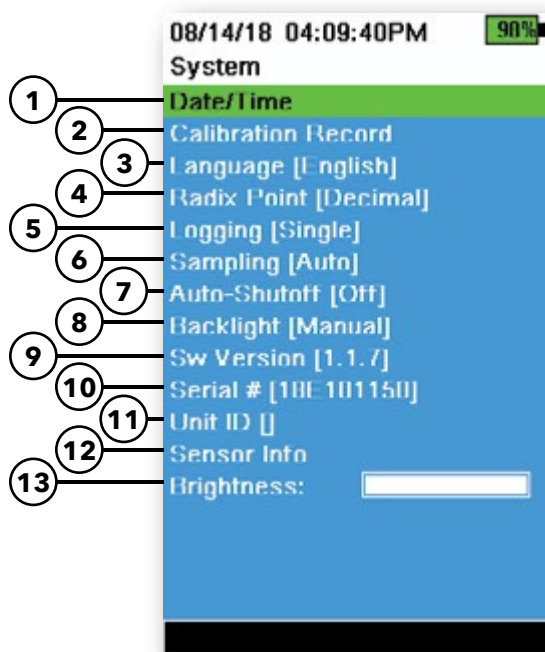 08/14/18 04:09:40PM 90%
System
1 Date/Time
2 Calibration Record
3 Language [English]
4 Radix Point [Decimal]
5 Logging [Single]
6 Sampling [Auto]
7 Auto-Shutoff [Off]
8 Backlight [Manual]
9 Sw Version [1.1.7]
10 Serial # [18E101150]
11 Unit ID []
12 Sensor Info
13 Brightness: